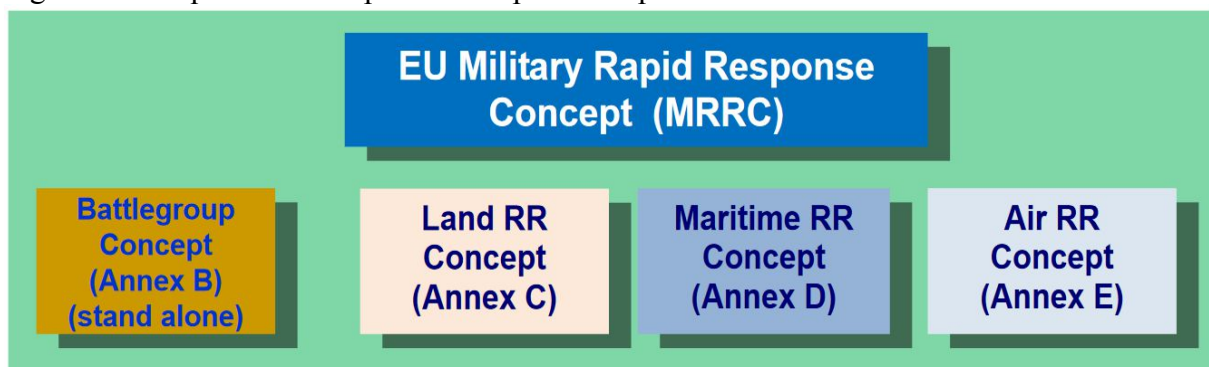 EU Military Rapid Response
Concept (MRRC)
Battlegroup
Concept
(Annex B)
(stand alone)
Land RR
Concept
(Annex C)
Maritime RR
Concept
(Annex D)
Air RR
Concept
(Annex E)